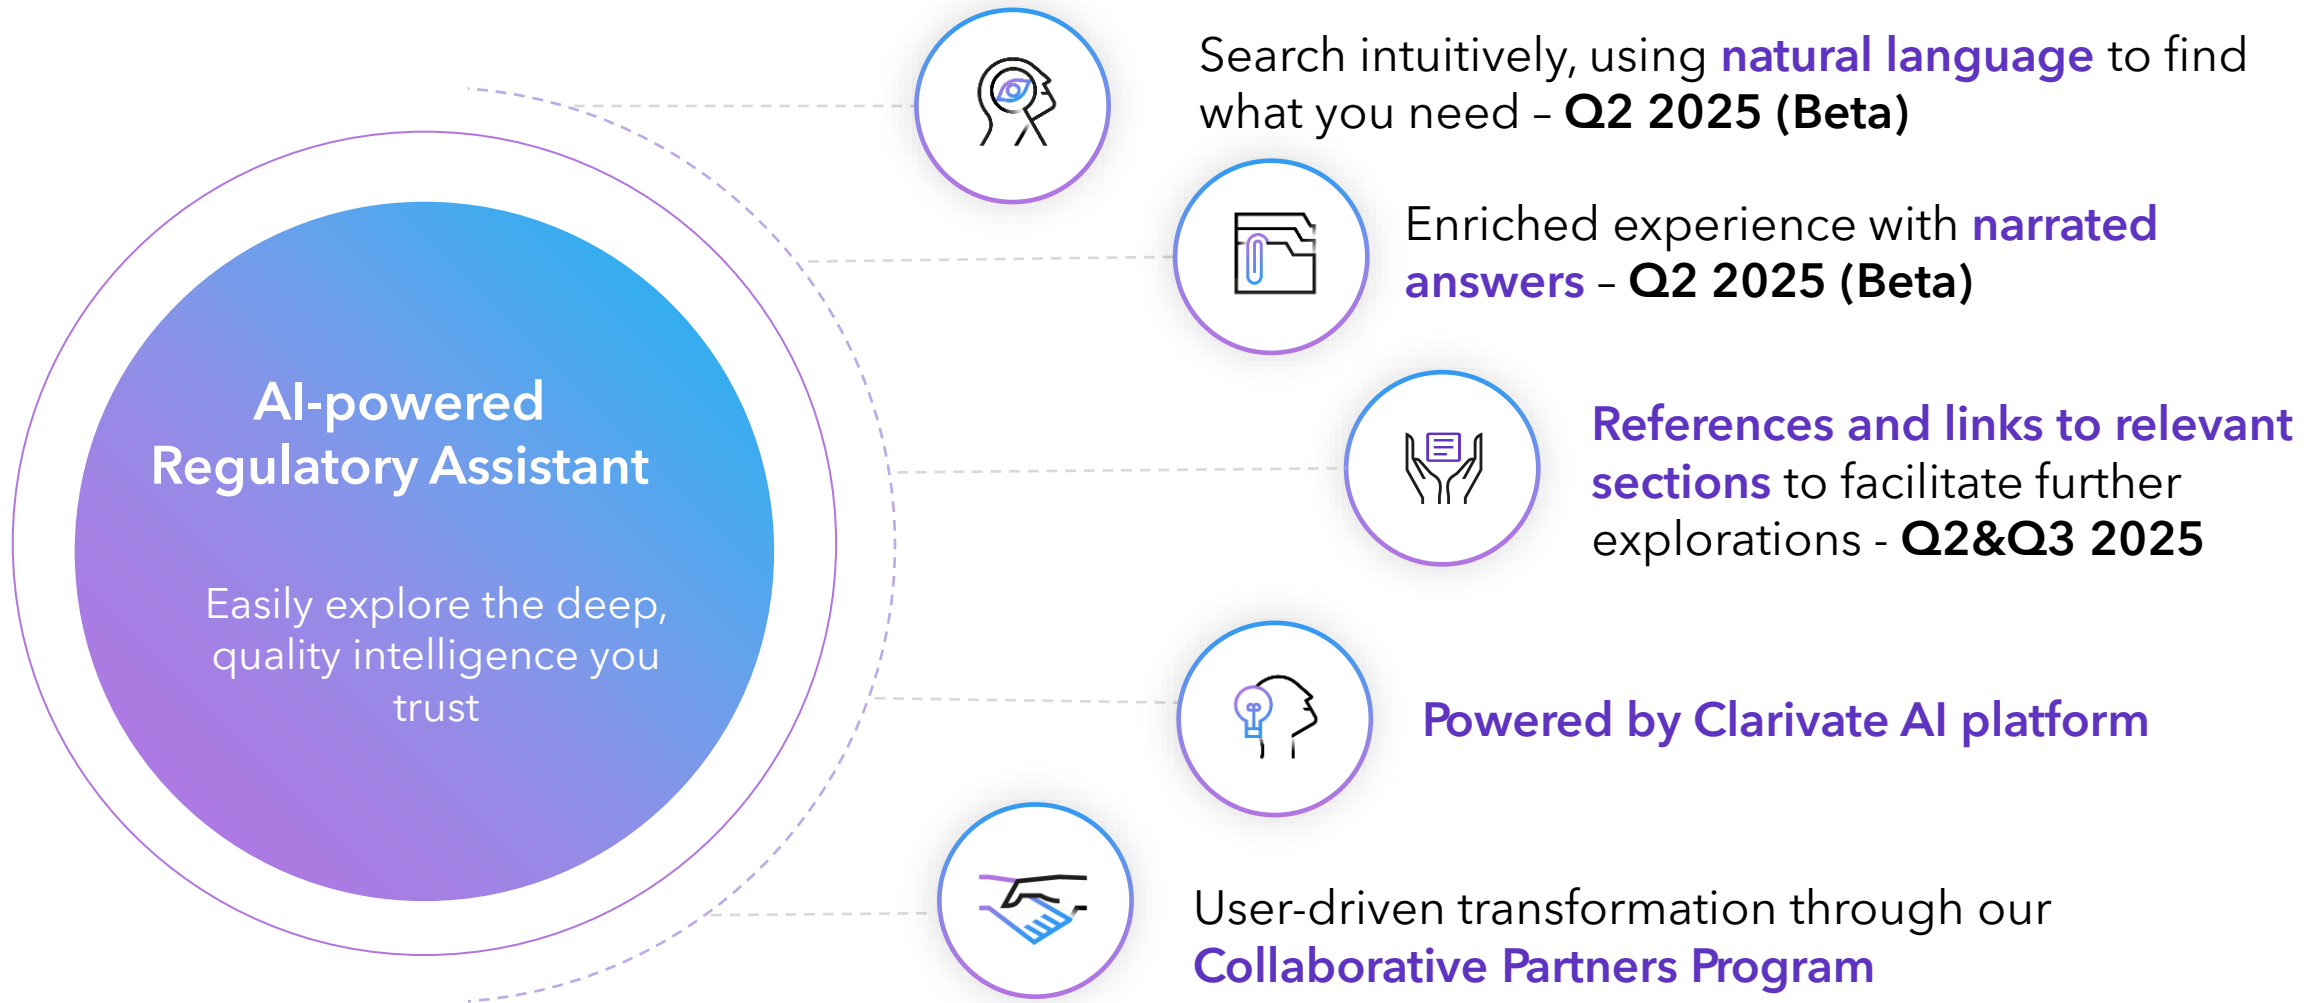 AI-powered
Regulatory Assistant
Easily explore the deep,
quality intelligence you
trust
Search intuitively, using natural language to find
what you need – Q2 2025 (Beta)
Enriched experience with narrated
answers – Q2 2025 (Beta)
References and links to relevant
sections to facilitate further
explorations - Q2&Q3 2025
Powered by Clarivate AI platform
User-driven transformation through our
Collaborative Partners Program